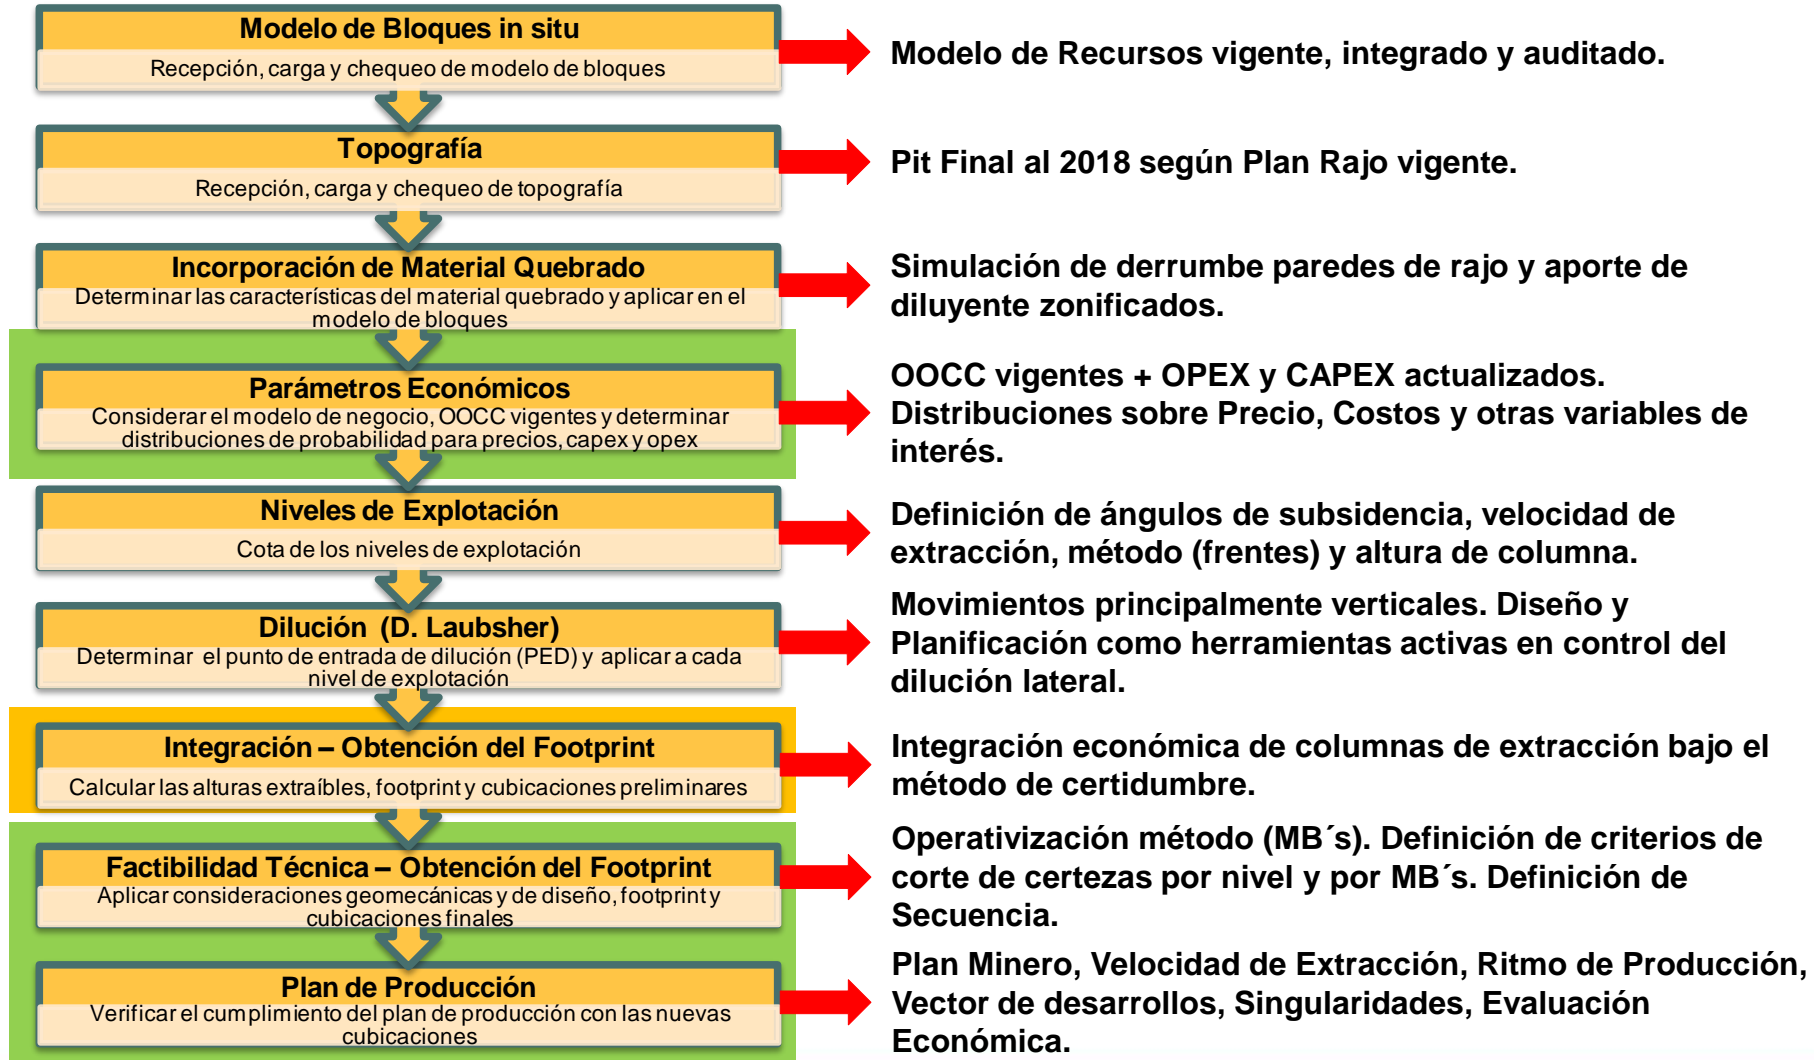 Modelo de Bloques in situ
Recepción, carga y chequeo de modelo de bloques
Modelo de Recursos vigente, integrado y auditado.
Topografía
Recepción, carga y chequeo de topografía
Pit Final al 2018 según Plan Rajo vigente.
Incorporación de Material Quebrado
Determinar las características del material quebrado y aplicar en el
modelo de bloques
Simulación de derrumbe paredes de rajo y aporte de
diluyente zonificados.
Parámetros Económicos
Considerar el modelo de negocio, OOCC vigentes y determinar
distribuciones de probabilidad para precios, capex y opex
OOCC vigentes + OPEX y CAPEX actualizados.
Distribuciones sobre Precio, Costos y otras variables de
interés.
Niveles de Explotación
Cota de los niveles de explotación
Definición de ángulos de subsidencia, velocidad de
extracción, método (frentes) y altura de columna.
Dilución (D. Laubsher)
Determinar el punto de entrada de dilución (PED) y aplicar a cada
nivel de explotación
Movimientos principalmente verticales. Diseño y
Planificación como herramientas activas en control del
dilución lateral.
Integración – Obtención del Footprint
Calcular las alturas extraíbles, footprint y cubicaciones preliminares
Integración económica de columnas de extracción bajo el
método de certidumbre.
Factibilidad Técnica – Obtención del Footprint
Aplicar consideraciones geomecánicas y de diseño, footprint y
cubicaciones finales
Operativización método (MB´s). Definición de criterios de
corte de certezas por nivel y por MB´s. Definición de
Secuencia.
Plan de Producción
Verificar el cumplimiento del plan de producción con las nuevas
cubicaciones
Plan Minero, Velocidad de Extracción, Ritmo de Producción,
Vector de desarrollos, Singularidades, Evaluación
Económica.